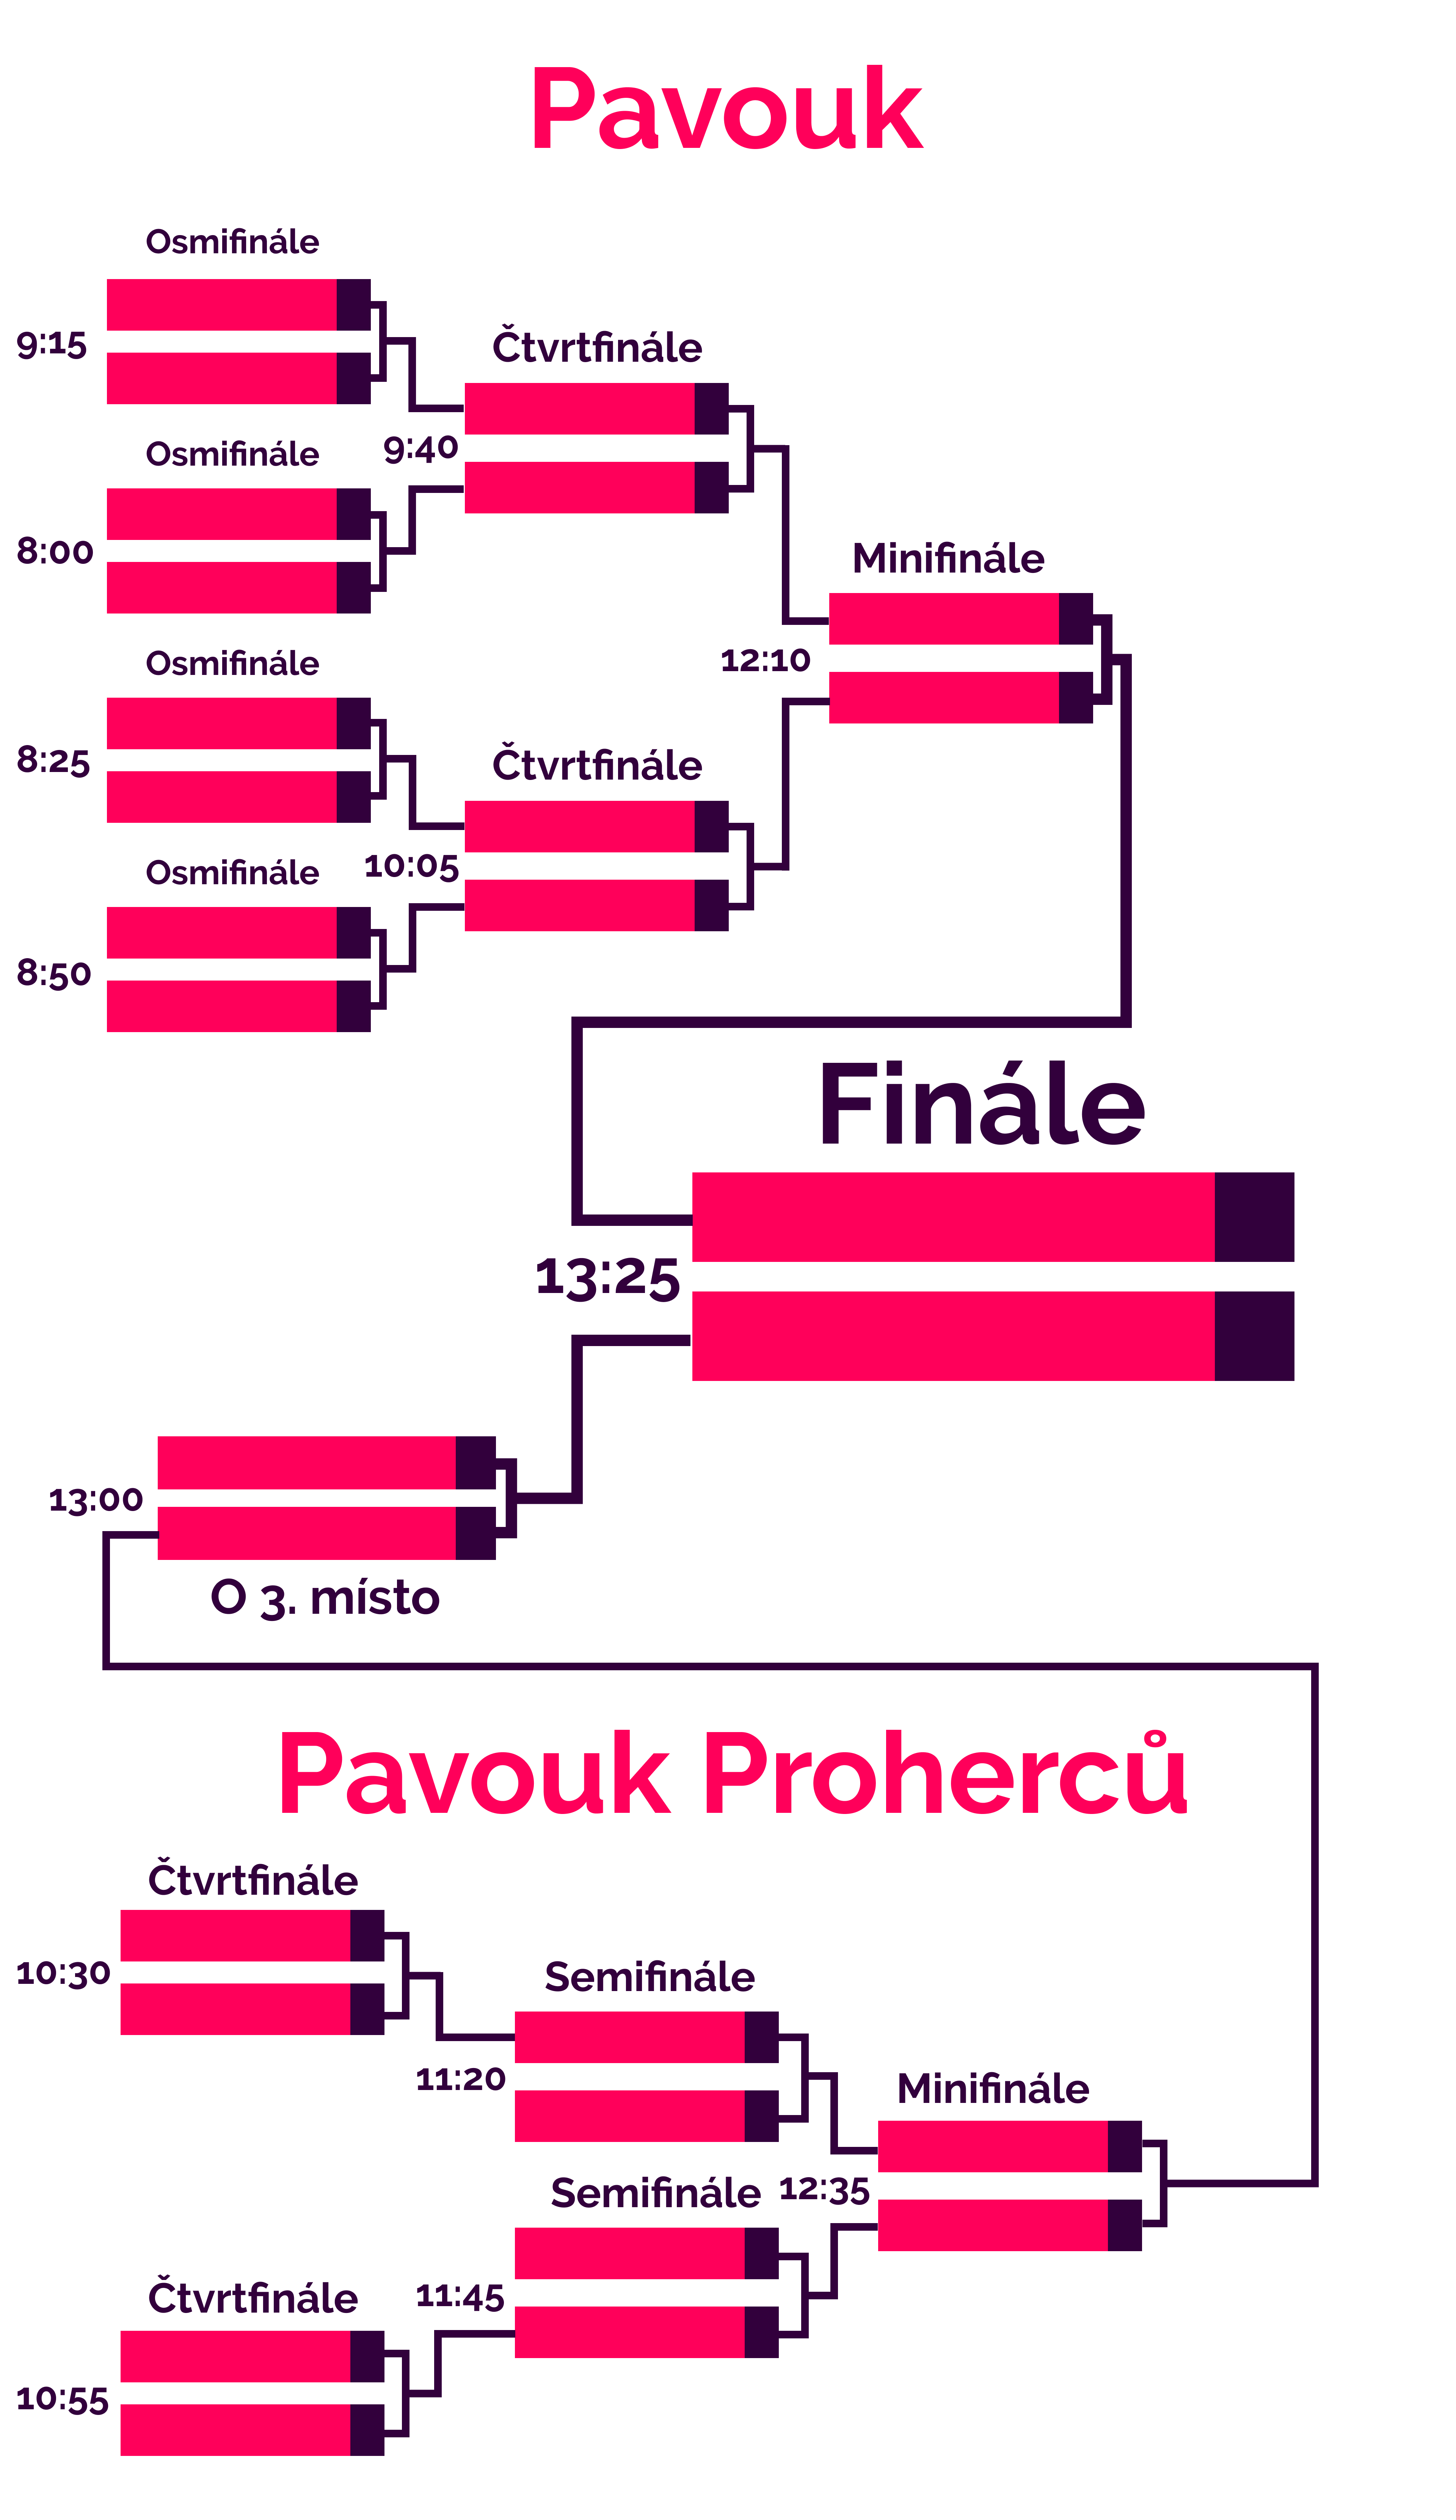 Pavouk
Osmifinále
9:15
Čtvrtfinále
9:40
Osmifinále
8:00
Minifinále
12:10
Osmifinále
8:25
Čtvrtfinále
10:05
Osmifinále
8:50
Finále
13:25
13:00
O 3. místo
Pavouk Proherců
Čtvrtfinále
10:30
Semifinále
11:20
Mininále
Semifinále
12:35
11:45
Čtvrtfinále
10:55